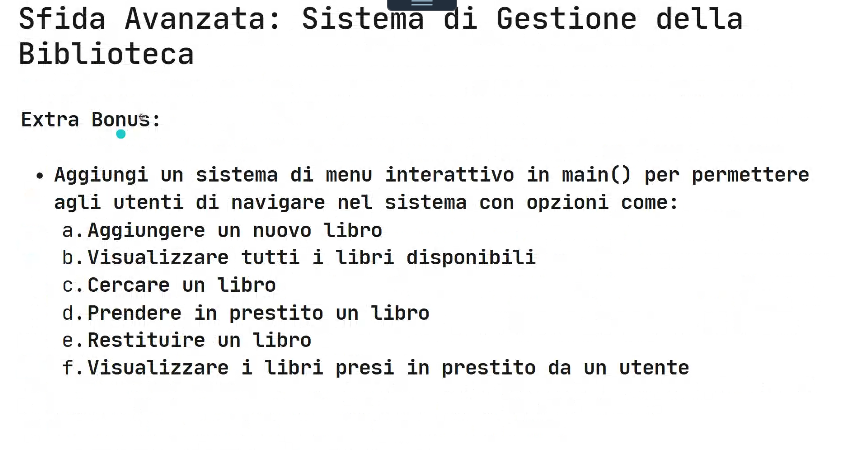 Sfida Avanzata: Sistema di Gestione della
Biblioteca
Extra Bonus:
• Aggiungi un sistema di menu interattivo in main() per permettere
agli utenti di navigare nel sistema con opzioni come:
a. Aggiungere un nuovo libro
b. Visualizzare tutti i libri disponibili
c. Cercare un libro
d. Prendere in prestito un libro
e. Restituire un libro
f. Visualizzare i libri presi in prestito da un utente